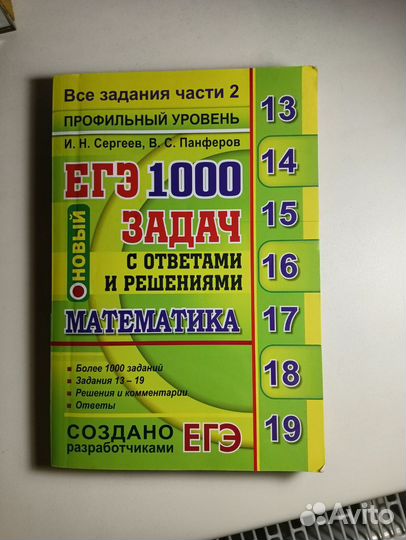 Все задания части 2
ПРОФИЛЬНЫЙ УРОВЕНЬ
И. Н. Сергеев, В. С. Панферов
ЕГЭ 1000
ЗАДАЧ
НОВЫЙ
С ОТВЕТАМИ
И РЕШЕНИЯМИ
МАТЕМАТИКА
Более 1000 заданий
Задания 13 – 19
Решения и комментарии
Ответы
СОЗДАНО
разработчиками ЕГЭ
13
14
15
16
17
18
19
Avito